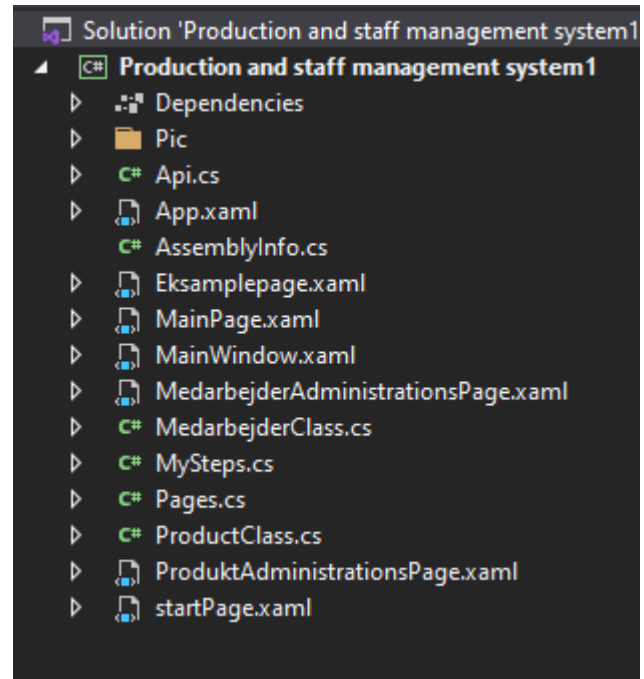 Solution 'Production and staff management system1
C# Production and staff management system1
Dependencies
Pic
C# Api.cs
App.xaml
C# AssemblyInfo.cs
Eksamplepage.xaml
MainPage.xaml
MainWindow.xaml
MedarbejderAdministrationsPage.xaml
C# MedarbejderClass.cs
C# MySteps.cs
C# Pages.cs
C# ProductClass.cs
ProduktAdministrationsPage.xaml
startPage.xaml